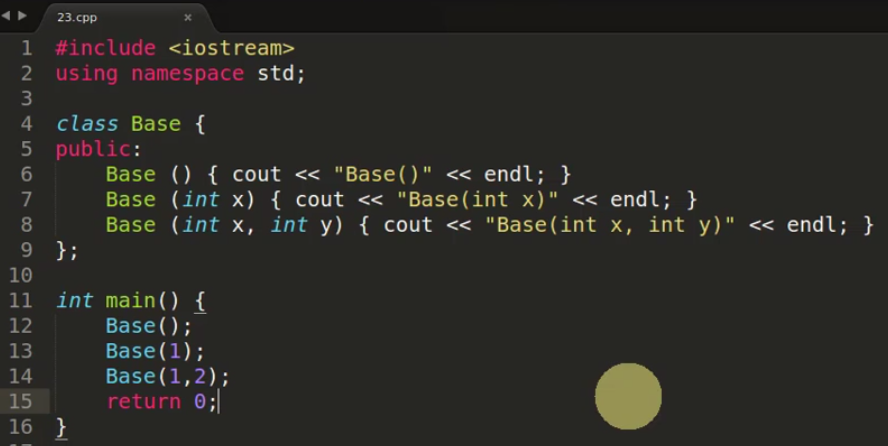 23.cpp ×
1 #include <iostream>
2 using namespace std;
3
4 class Base {
5 public:
6     Base () { cout << "Base()" << endl; }
7     Base (int x) { cout << "Base(int x)" << endl; }
8     Base (int x, int y) { cout << "Base(int x, int y)" << endl; }
9 };
10
11 int main() {
12     Base();
13     Base(1);
14     Base(1,2);
15     return 0;
16 }